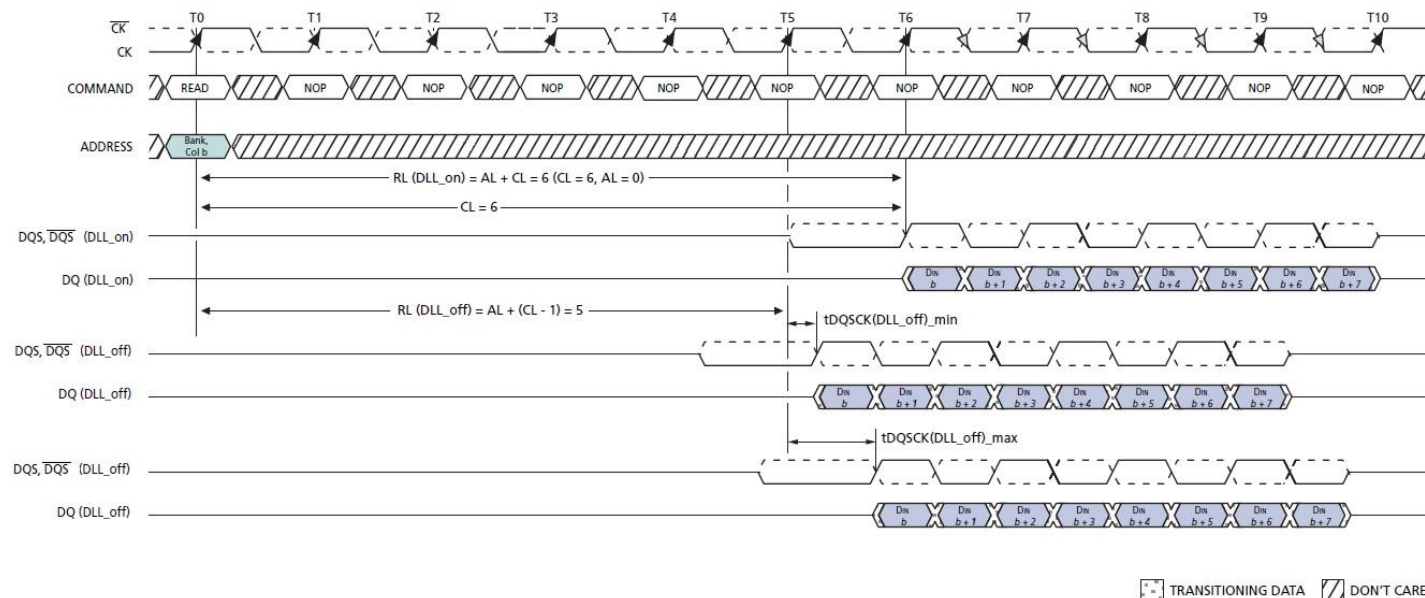 T0 T1 T2 T3 T4 T5 T6 T7 T8 T9 T10
CK
CK
COMMAND READ NOP NOP NOP NOP NOP NOP NOP NOP NOP NOP
ADDRESS Bank,
Col b
RL (DLL_on) = AL + CL = 6 (CL = 6, AL = 0)
CL = 6
DQS, DQS (DLL_on)
DQ (DLL_on) DIN b DIN b + 1 DIN b + 2 DIN b + 3 DIN b + 4 DIN b + 5 DIN b + 6 DIN b + 7
RL (DLL_off) = AL + (CL - 1) = 5
tDQSCK(DLL_off)_min
DQS, DQS (DLL_off)
DQ (DLL_off) DIN b DIN b + 1 DIN b + 2 DIN b + 3 DIN b + 4 DIN b + 5 DIN b + 6 DIN b + 7
tDQSCK(DLL_off)_max
DQS, DQS (DLL_off)
DQ (DLL_off) DIN b DIN b + 1 DIN b + 2 DIN b + 3 DIN b + 4 DIN b + 5 DIN b + 6 DIN b + 7
TRANSITIONING DATA DON'T CARE